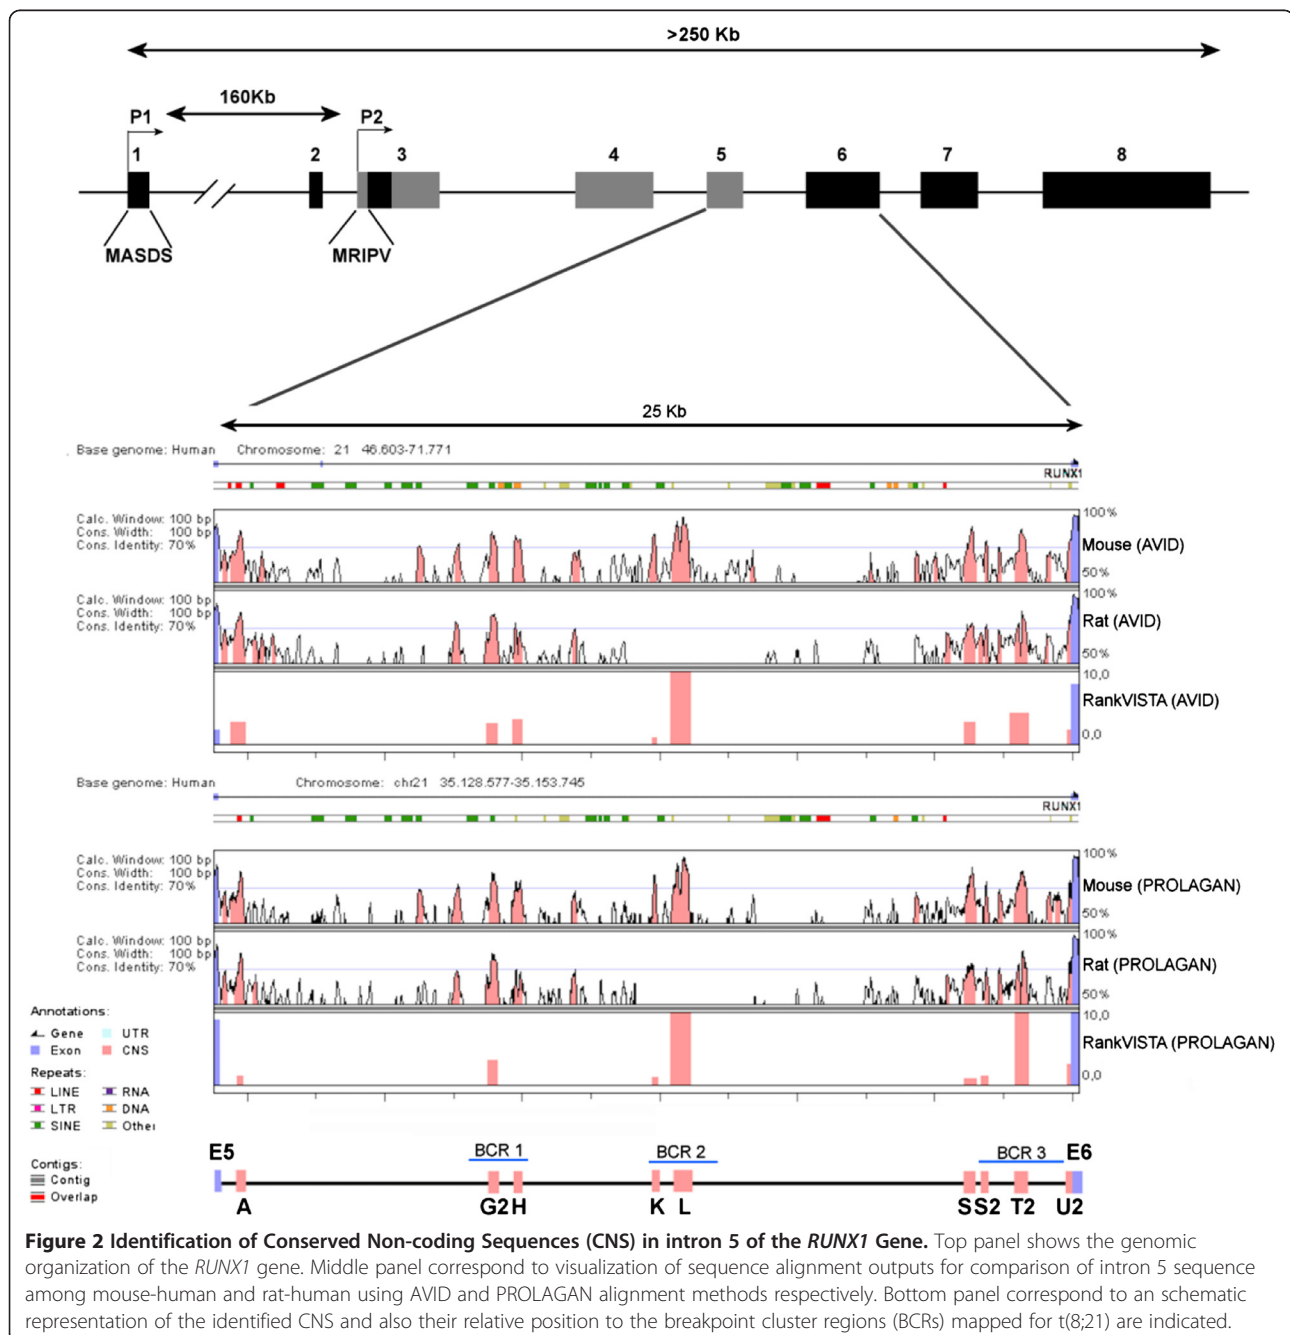 >250 Kb
160Kb
P1
P2
1 2 3 4 5 6 7 8
MASDS
MRIPV
25 Kb
Base genome: Human Chromosome: 21 46.603-71.771
RUNX1
Calc. Window: 100 bp
Cons. Width: 100 bp
Cons. Identity: 70%
100%
Mouse (AVID)
50%
Calc. Window: 100 bp
Cons. Width: 100 bp
Cons. Identity: 70%
100%
Rat (AVID)
50%
10,0
RankVISTA (AVID)
0,0
Base genome: Human Chromosome: chr21 35.128.577-35.153.745
RUNX1
Calc. Window: 100 bp
Cons. Width: 100 bp
Cons. Identity: 70%
100%
Mouse (PROLAGAN)
50%
Calc. Window: 100 bp
Cons. Width: 100 bp
Cons. Identity: 70%
100%
Rat (PROLAGAN)
50%
10,0
RankVISTA (PROLAGAN)
0,0
Annotations:
Gene UTR
Exon CNS
Repeats:
LINE RNA
LTR DNA
SINE Other
Contigs:
Contig
Overlap
E5 BCR 1 BCR 2 BCR 3 E6
A G2 H K L S S2 T2 U2
Figure 2 Identification of Conserved Non-coding Sequences (CNS) in intron 5 of the RUNX1 Gene. Top panel shows the genomic
organization of the RUNX1 gene. Middle panel correspond to visualization of sequence alignment outputs for comparison of intron 5 sequence
among mouse-human and rat-human using AVID and PROLAGAN alignment methods respectively. Bottom panel correspond to an schematic
representation of the identified CNS and also their relative position to the breakpoint cluster regions (BCRs) mapped for t(8;21) are indicated.